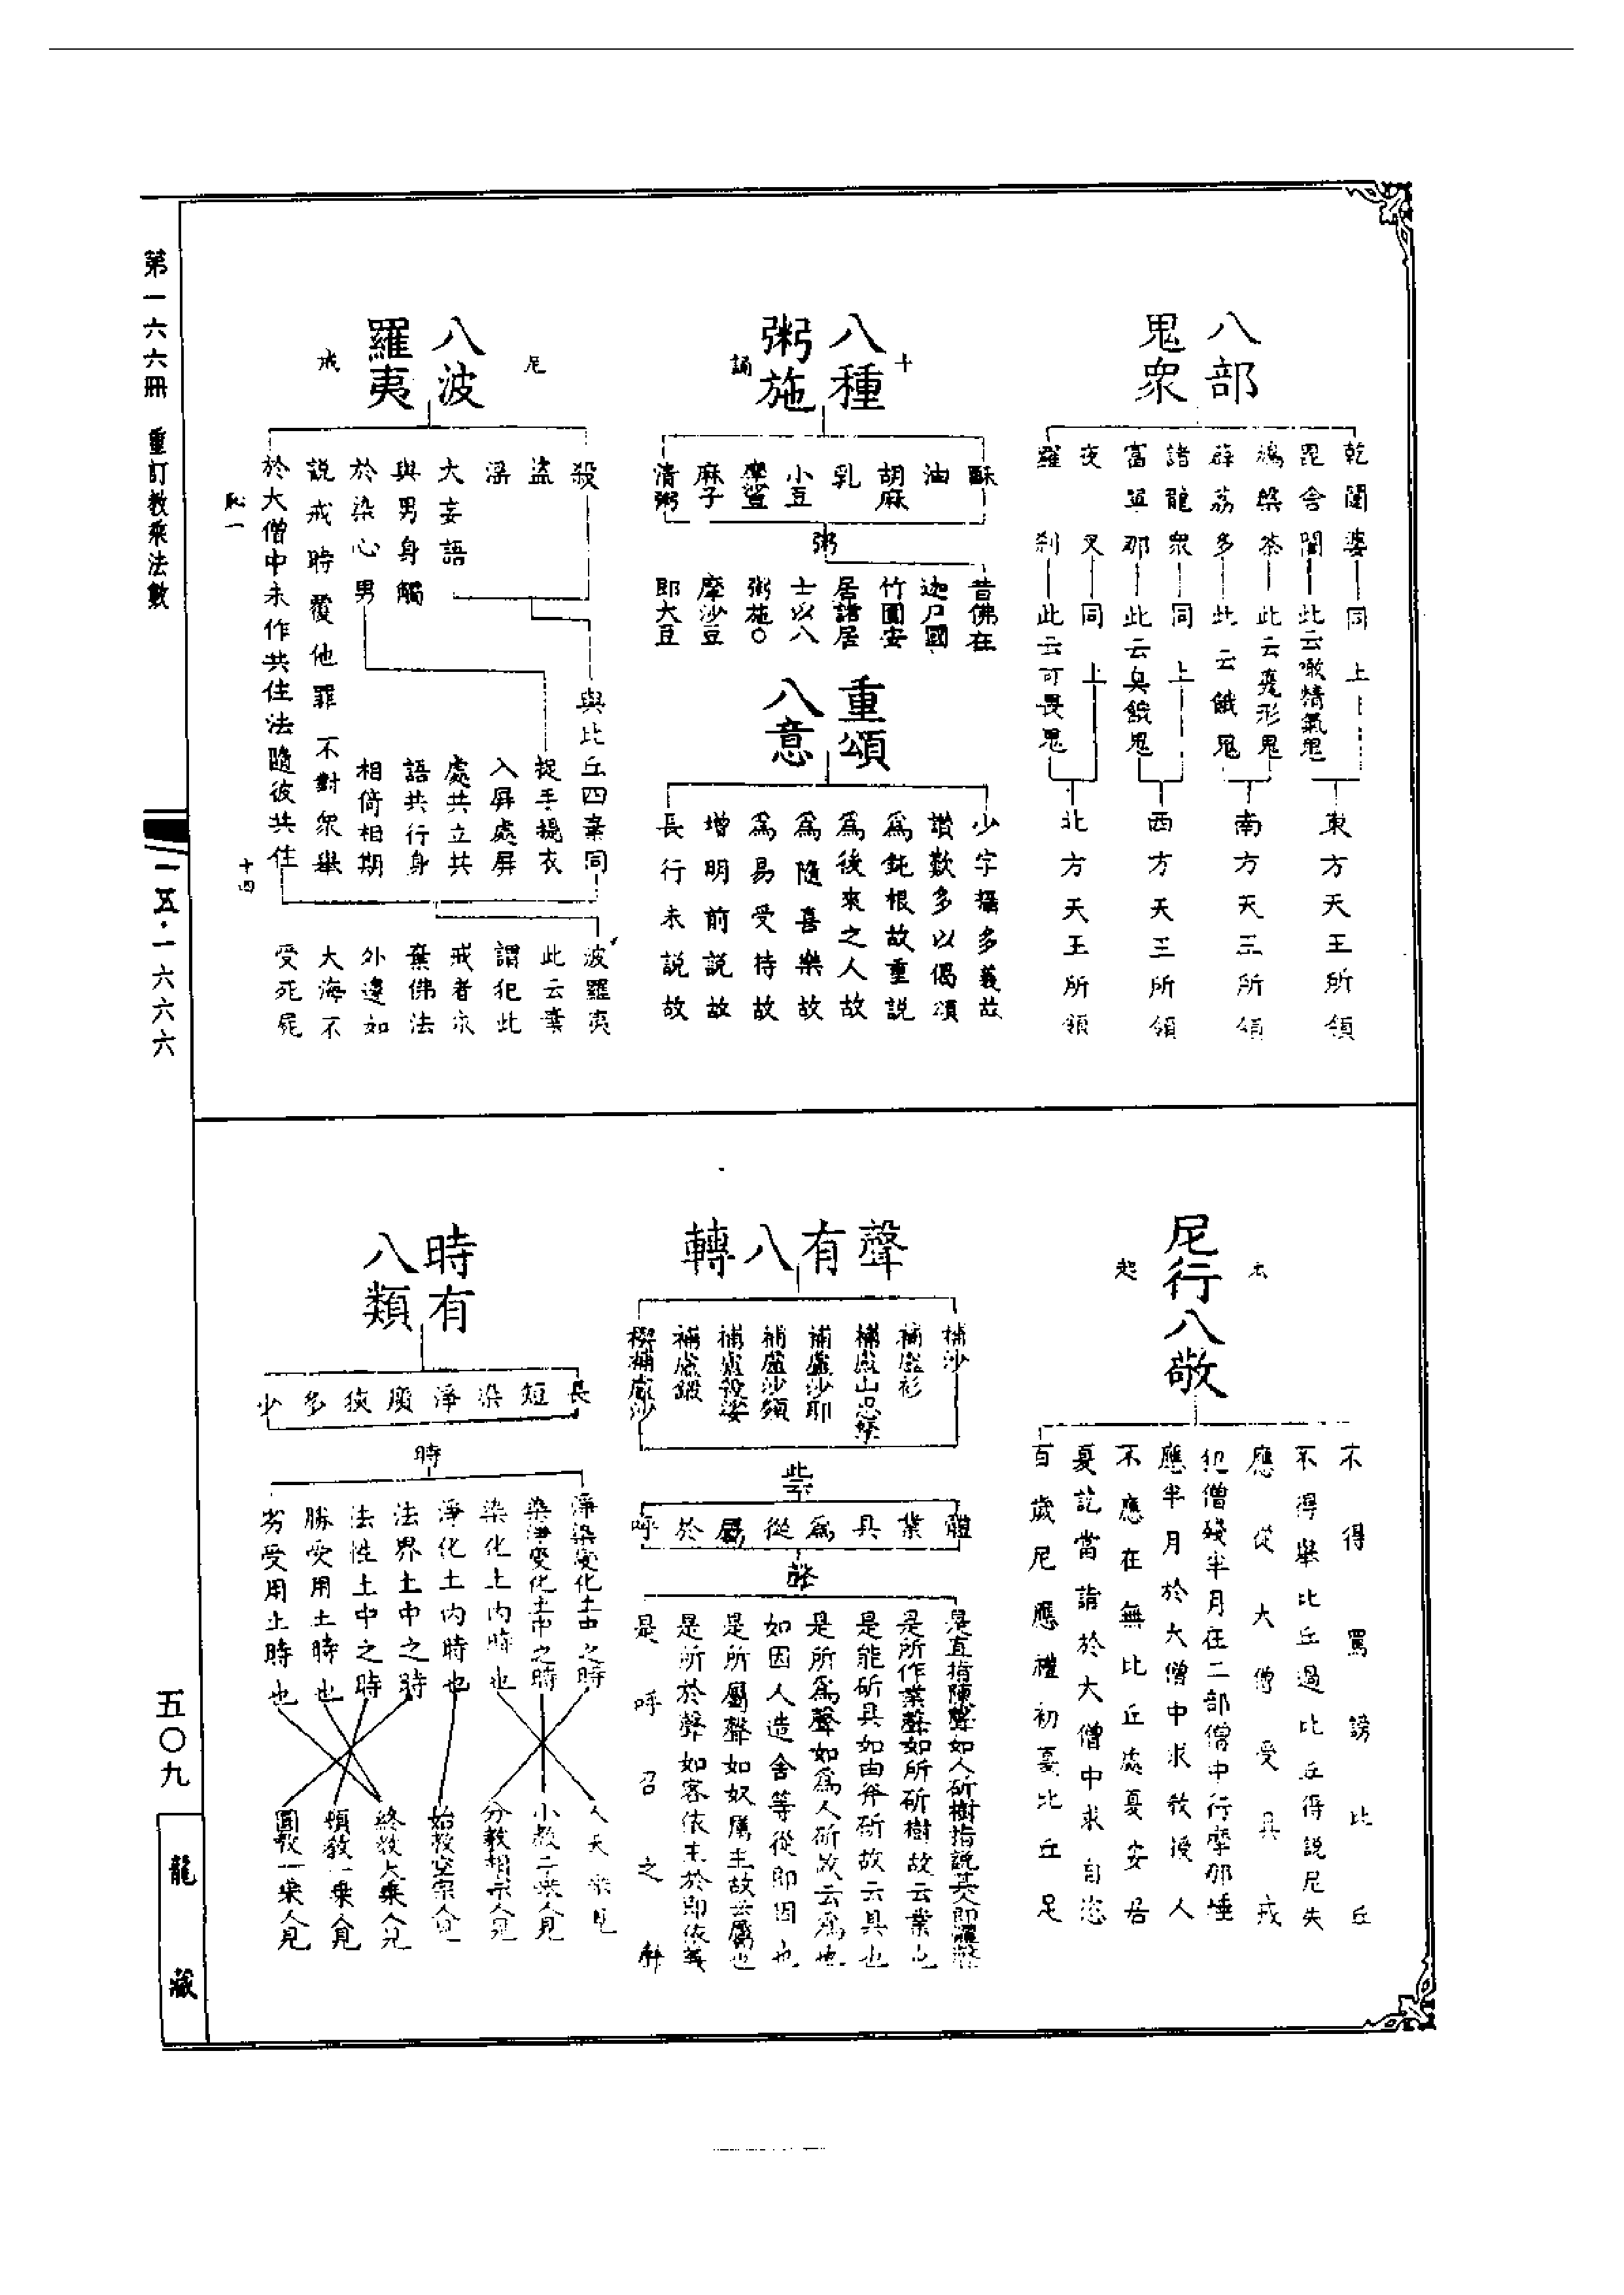 八部
鬼衆
乾闥婆
毘舍闍
鳩槃茶
薜荔多
諸龍衆
富單那
夜叉
羅刹
同上
此云噉精氣鬼
此云甕形鬼
此云餓鬼
同上
此云臭餓鬼
同上
此云可畏鬼
東方天王所領
南方天王所領
西方天王所領
北方天王所領
十
八種
粥施
誦
酥
油
胡麻
乳
小豆
摩沙
麻子
清粥
粥
昔佛在
迦尸國
竹園安
居諸居
士以八
粥施○
摩沙豆
即大豆
重頌
八意
少字攝多義故
讃歎多以偈頌
爲鈍根故重説
爲後來之人故
爲隨喜樂故
爲易受持故
增明前説故
長行未説故
尼
八波
羅夷
戒
殺
盜
婬
大妄語
與男身觸
於染心男
説戒時覆他罪不對衆舉
於大僧中未作共住法隨彼共住
與比丘四棄同
捉手捉衣
入屏處屏
處共立共
語共行身
相倚相期
波羅夷
此云棄
謂犯此
戒者永
棄佛法
外邊如
大海不
受死屍
恥一
十四
尼行八敬
起
不得罵謗比丘
不得舉比丘過比丘得説尼失
應從大僧受具戒
犯僧殘半月在二部僧中行摩那埵
應半月於大僧中求教授人
不應在無比丘處夏安居
夏訖當詣於大僧中求自恣
百歲尼應禮初夏比丘足
聲有八轉
補沙
補盧衫
補盧沙耶
補盧殺娑
補盧鍛
醯補盧沙
體
業
具
爲
從
屬
於
呼
聲
是直指陳聲如人斫樹指説其人即體聲
是所作業聲如所斫樹故云業也
是能斫具如由斧斫故云具也
是所爲聲如爲人斫故云爲也
如因人造舍等從即因也
是所屬聲如奴屬主故云屬也
是所於聲如客依主於即依義
是呼召之聲
時有
八類
長
短
染
淨
廣
狹
多
少
時
淨染變化土中之時
染淨變化土中之時
染化土内時也
淨化土内時也
法界土中之時
法性土中之時
勝受用土時也
劣受用土時也
人天乘見
小教二乘人見
分教相宗人見
始教空宗人見
終教大乘人見
頓教一乘人見
圓教一乘人見
第一六六冊　重訂教乘法數
一五·一六六六
五〇九
龍藏